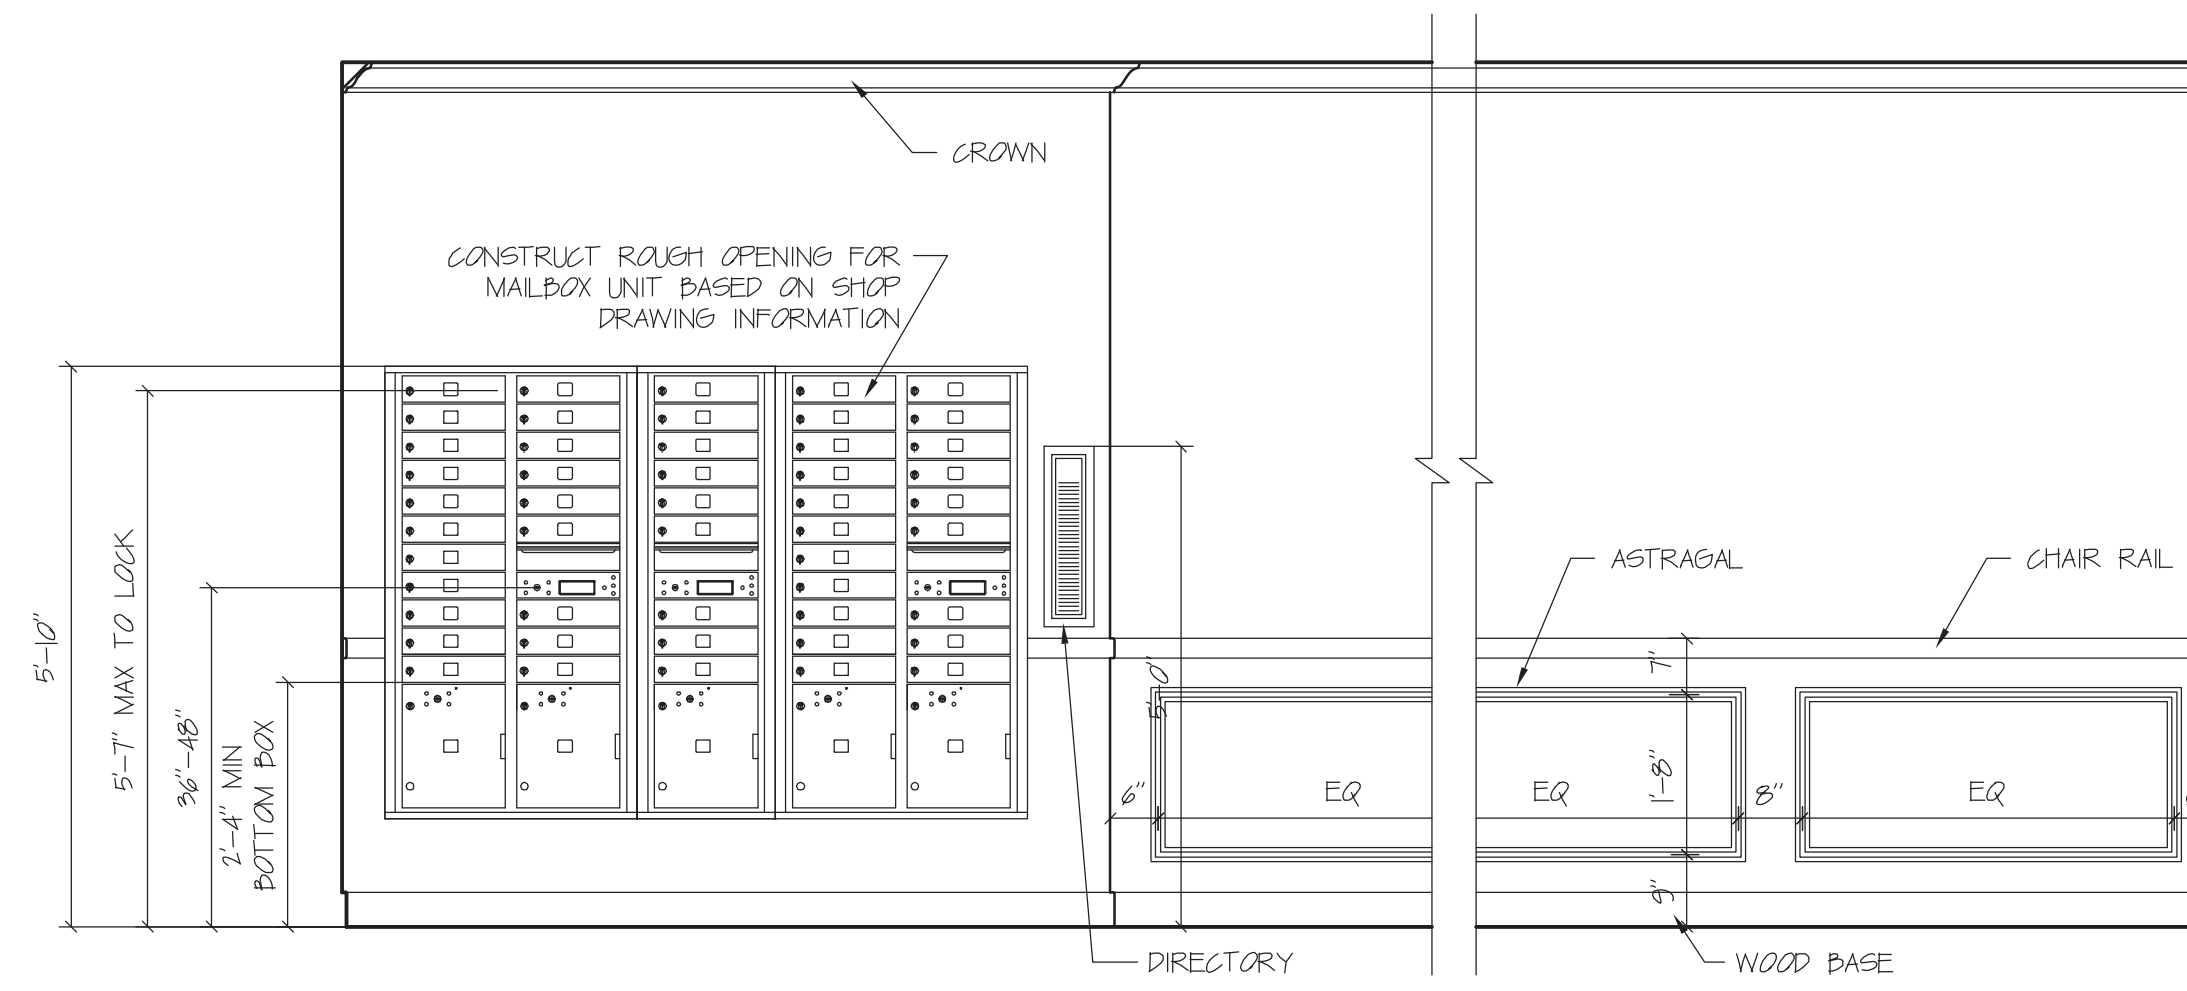 CROWN
CONSTRUCT ROUGH OPENING FOR
MAILBOX UNIT BASED ON SHOP
DRAWING INFORMATION
5'-10"
5'-7" MAX TO LOCK
36"-48"
2'-4" MIN
BOTTOM BOX
5'-0"
ASTRAGAL
CHAIR RAIL
7"
1'-8"
9"
6"
EQ
EQ
8"
EQ
DIRECTORY
WOOD BASE